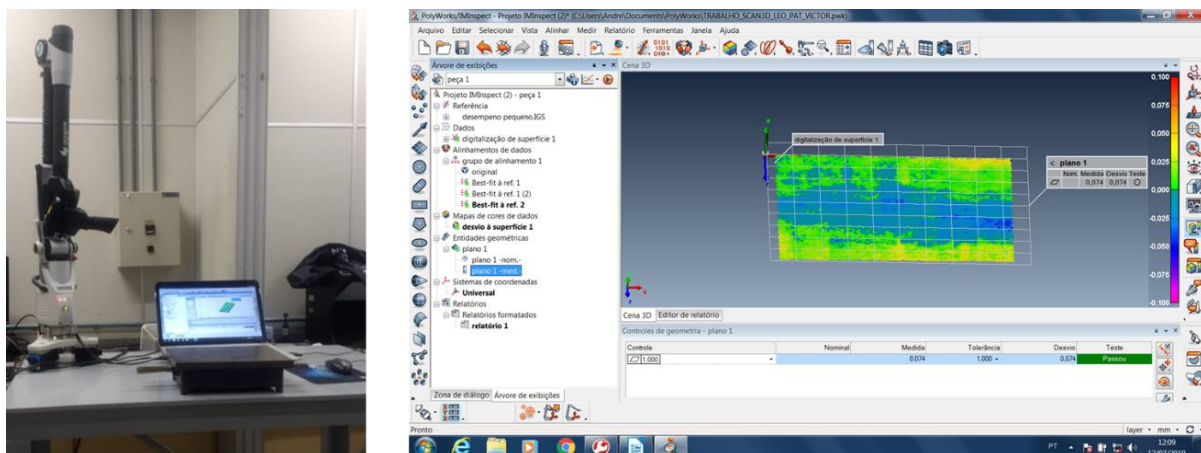 PolyWorks/IMInspect - Projeto IMInspect (2)* (C:\Users\Andre\Documents\PolyWorks\TRABALHO_SCAN3D_LEO_PAT_VICTOR.pwk)
Arquivo Editar Selecionar Vista Alinhar Medir Relatório Ferramentas Janela Ajuda
Árvore de exibições
peça 1
Projeto IMInspect (2) - peça 1
Referência
desempeno pequeno.IGS
Dados
digitalização de superfície 1
Alinhamentos de dados
grupo de alinhamento 1
original
Best-fit à ref. 1
Best-fit à ref. 1 (2)
Best-fit à ref. 2
Mapas de cores de dados
desvio à superfície 1
Entidades geométricas
plano 1
plano 1 -nom.-
plano 1 -med.-
Sistemas de coordenadas
Universal
Relatórios
Relatórios formatados
relatório 1
Zona de diálogo Árvore de exibições
Cena 3D
digitalização de superfície 1
plano 1
Nom Medida Desvio Teste
0,074 0,074
0,100
0,075
0,050
0,025
0,000
-0,025
-0,050
-0,075
-0,100
Cena 3D Editor de relatório
Controles de geometria - plano 1
Controle Nominal Medida Tolerância Desvio Teste
1.000 0,074 1,000 0,074 Passou
Pronto
layer mm
PT 12:09